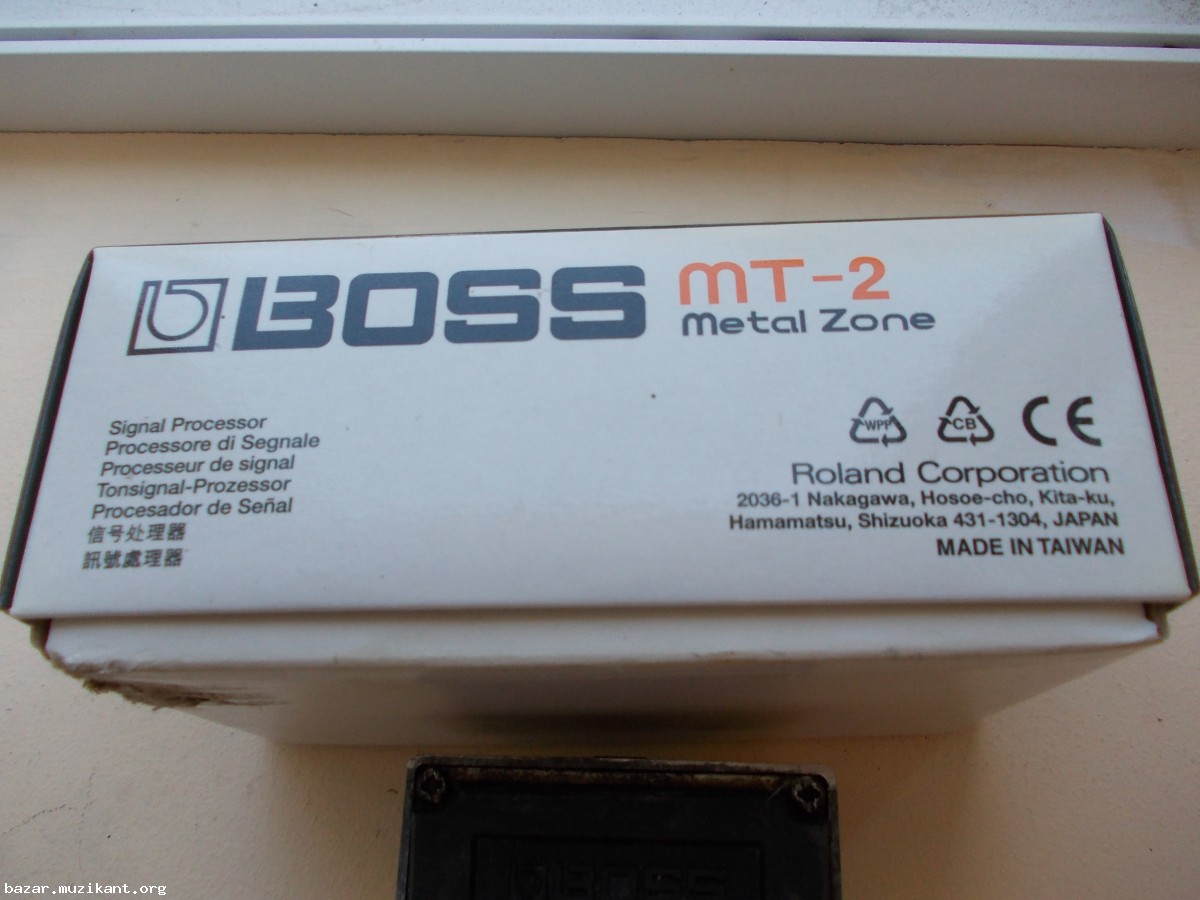 BOSS MT-2
Metal Zone
Signal Processor
Processore di Segnale
Processeur de signal
Tonsignal-Prozessor
Procesador de Señal
信号处理器
訊號處理器
WPP CB CE
Roland Corporation
2036-1 Nakagawa, Hosoe-cho, Kita-ku,
Hamamatsu, Shizuoka 431-1304, JAPAN
MADE IN TAIWAN
BOSS
bazar.muzikant.org